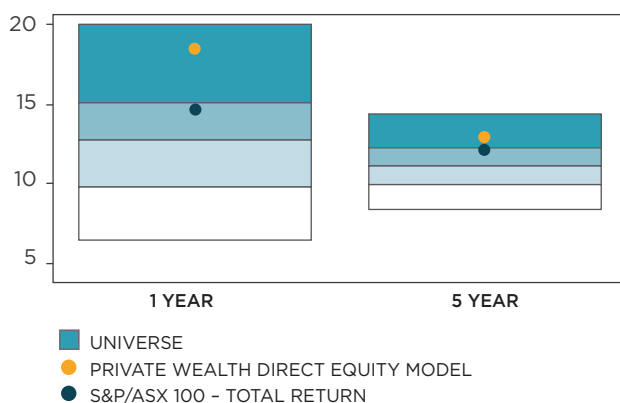 20
15
10
5
1 YEAR 5 YEAR
UNIVERSE
PRIVATE WEALTH DIRECT EQUITY MODEL
S&P/ASX 100 – TOTAL RETURN